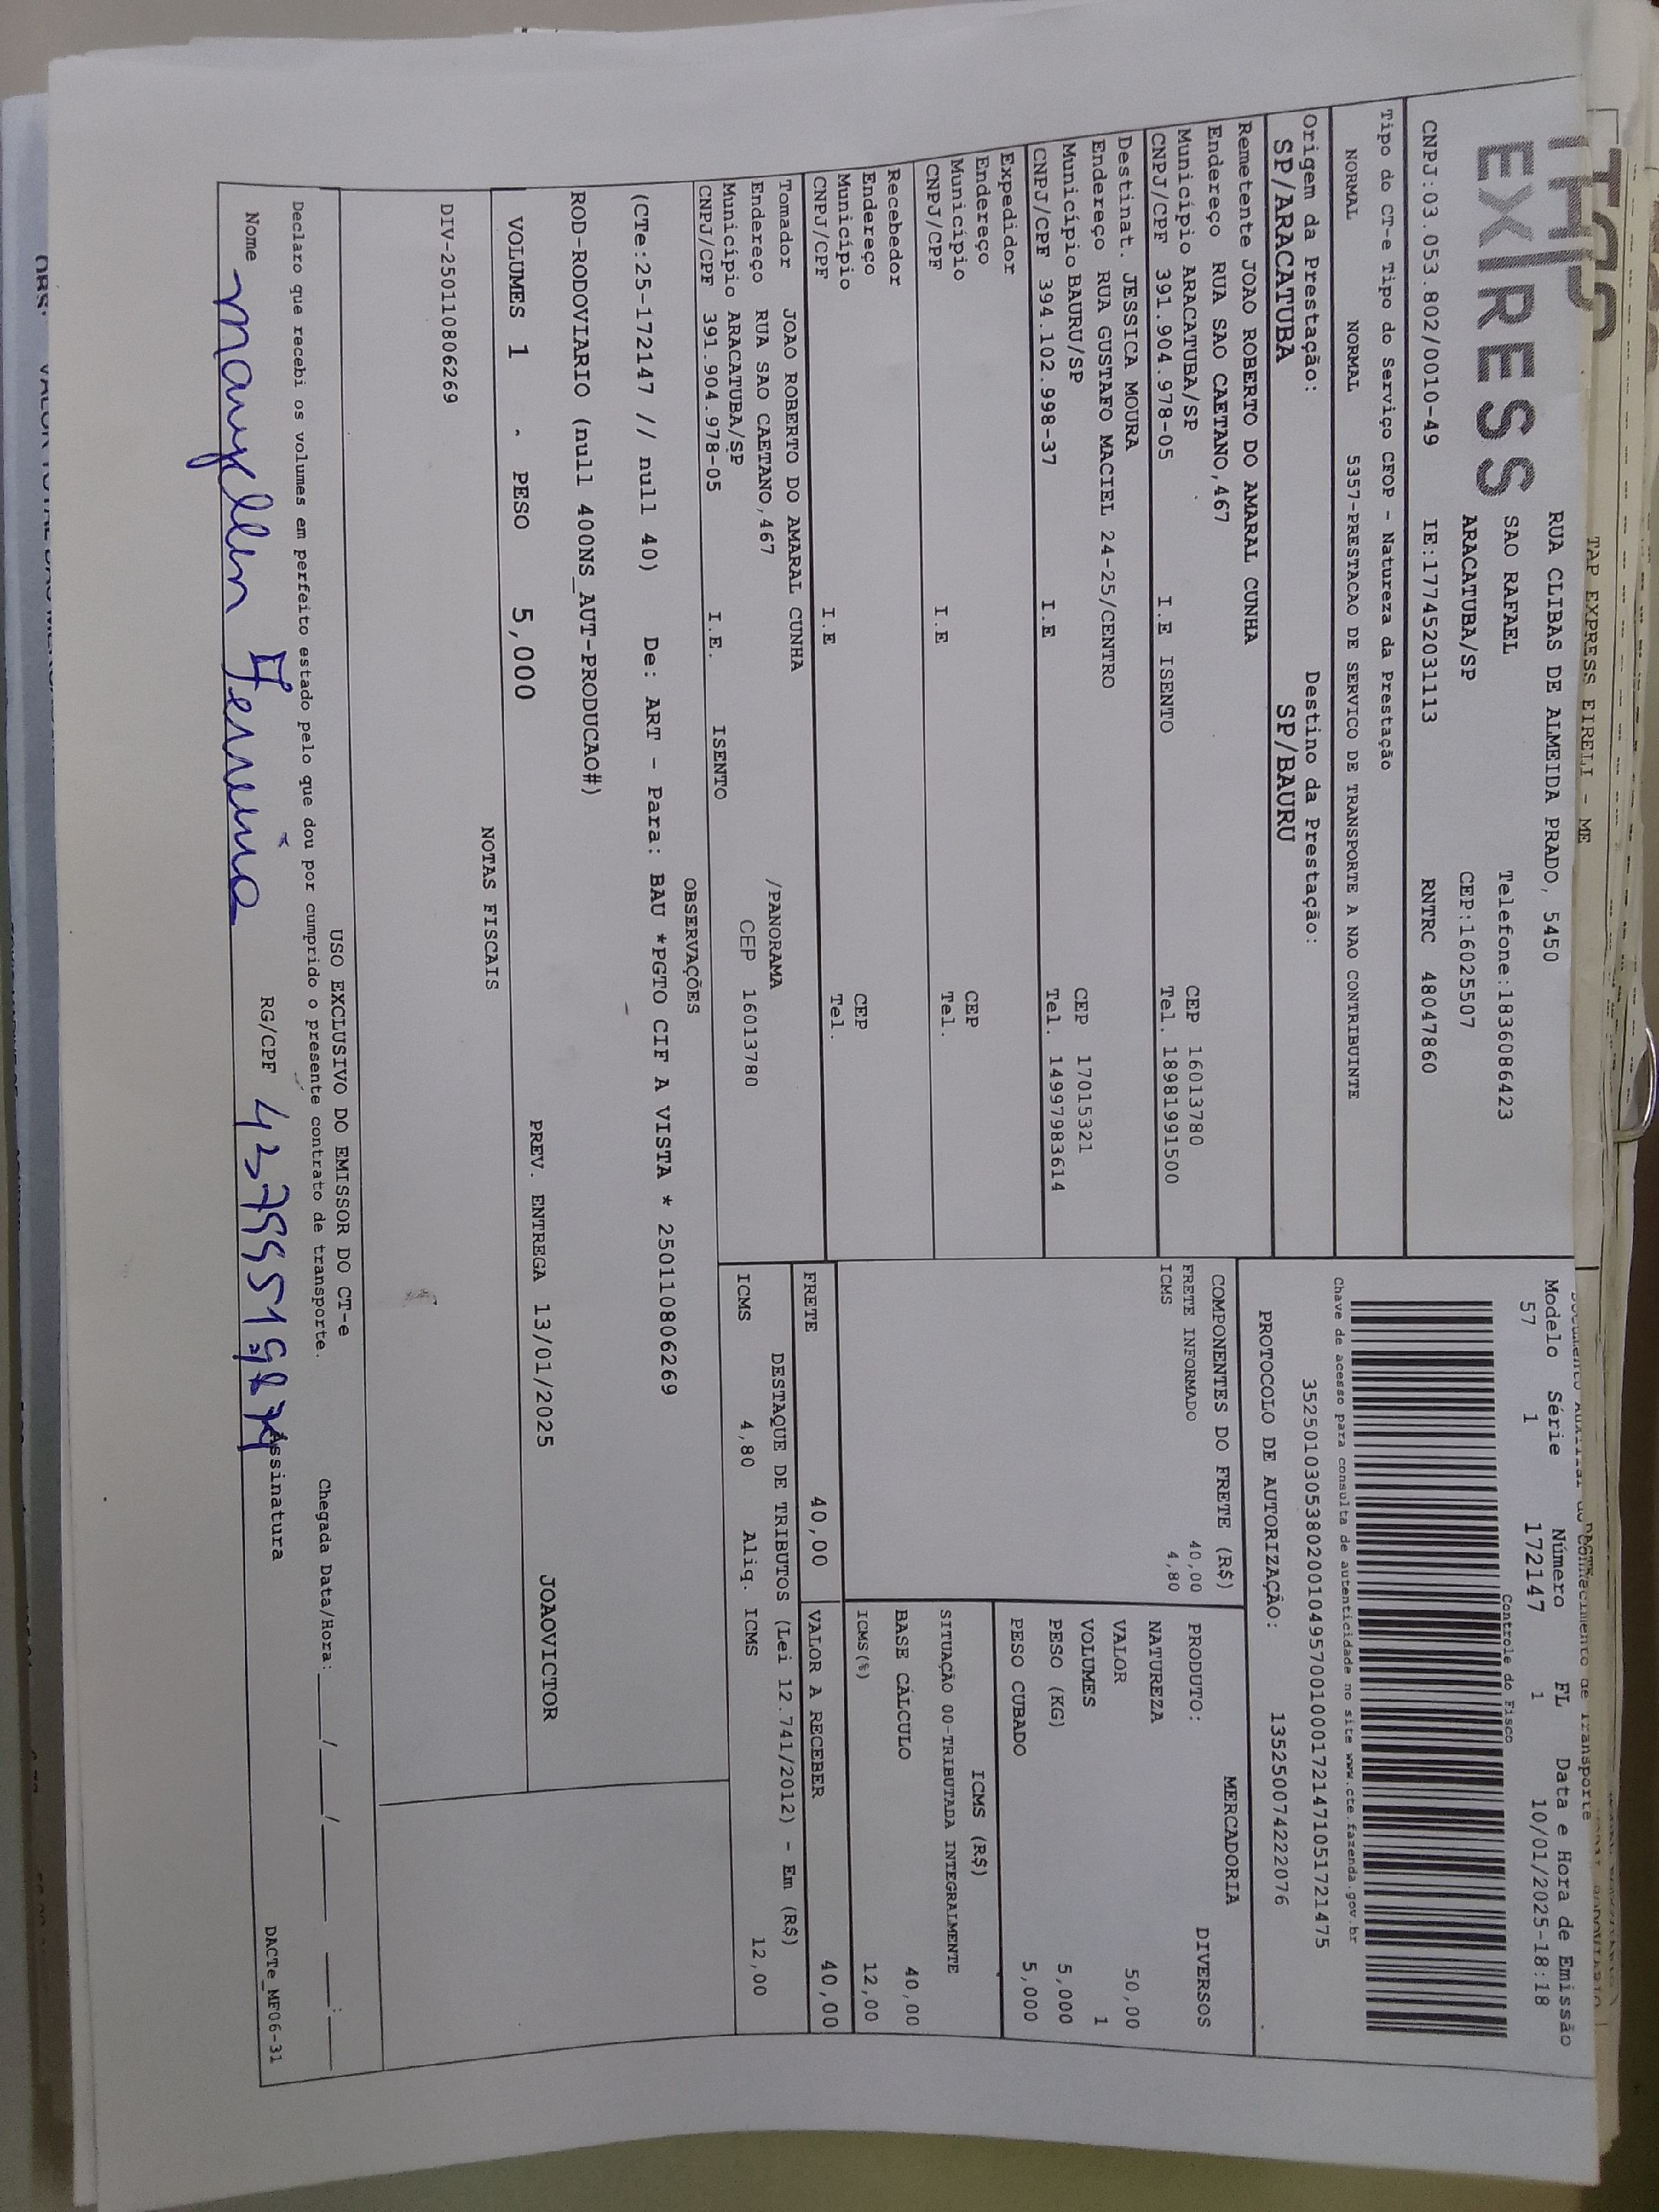 TAP EXPRESS EIRELI - ME
EXPRESS
RUA CLIBAS DE ALMEIDA PRADO, 5450
SAO RAFAEL Telefone:1836086423
ARACATUBA/SP CEP:16025507
CNPJ:03.053.802/0010-49 IE:177452031113 RNTRC 48047860
Tipo do CT-e Tipo do Serviço CFOP - Natureza da Prestação
NORMAL NORMAL 5357-PRESTACAO DE SERVICO DE TRANSPORTE A NAO CONTRIBUINTE
Origem da Prestação: Destino da Prestação:
SP/ARACATUBA SP/BAURU
Modelo Série Número FL Data e Hora de Emissão
57 1 172147 1 10/01/2025-18:18
Controle do Fisco
Chave de acesso para consulta de autenticidade no site www.cte.fazenda.gov.br
35250103053802001049570010001721471051721475
PROTOCOLO DE AUTORIZAÇÃO: 135250074222076
Remetente JOAO ROBERTO DO AMARAL CUNHA
Endereço RUA SAO CAETANO,467
Município ARACATUBA/SP CEP 16013780
CNPJ/CPF 391.904.978-05 I.E ISENTO Tel. 18981991500
Destinat. JESSICA MOURA
Endereço RUA GUSTAFO MACIEL 24-25/CENTRO
Município BAURU/SP CEP 17015321
CNPJ/CPF 394.102.998-37 I.E Tel. 14997983614
Expedidor
Endereço
Município CEP
CNPJ/CPF I.E Tel.
Recebedor
Endereço
Município CEP
CNPJ/CPF I.E Tel.
Tomador JOAO ROBERTO DO AMARAL CUNHA
Endereço RUA SAO CAETANO,467 /PANORAMA
Município ARACATUBA/SP CEP 16013780
CNPJ/CPF 391.904.978-05 I.E. ISENTO
COMPONENTES DO FRETE (R$)
FRETE INFORMADO 40,00
ICMS 4,80
MERCADORIA
PRODUTO: DIVERSOS
NATUREZA
VALOR 50,00
VOLUMES 1
PESO (KG) 5,000
PESO CUBADO 5,000
ICMS (R$)
SITUAÇÃO 00-TRIBUTADA INTEGRALMENTE
BASE CÁLCULO 40,00
ICMS(%) 12,00
FRETE 40,00 VALOR A RECEBER 40,00
DESTAQUE DE TRIBUTOS (Lei 12.741/2012) - Em (R$)
ICMS 4,80 Aliq. ICMS 12,00
OBSERVAÇÕES
(CTe:25-172147 // null 40) De: ART - Para: BAU *PGTO CIF A VISTA * 250110806269
ROD-RODOVIARIO (null 400NS_AUT-PRODUCAO#)
VOLUMES 1 - PESO 5,000 PREV. ENTREGA 13/01/2025 JOAOVICTOR
NOTAS FISCAIS
DIV-250110806269
USO EXCLUSIVO DO EMISSOR DO CT-e
Declaro que recebi os volumes em perfeito estado pelo que dou por cumprido o presente contrato de transporte. Chegada Data/Hora:____/____/______ ___:___
Nome Ferreira RG/CPF Assinatura
DACTe_MF06-31